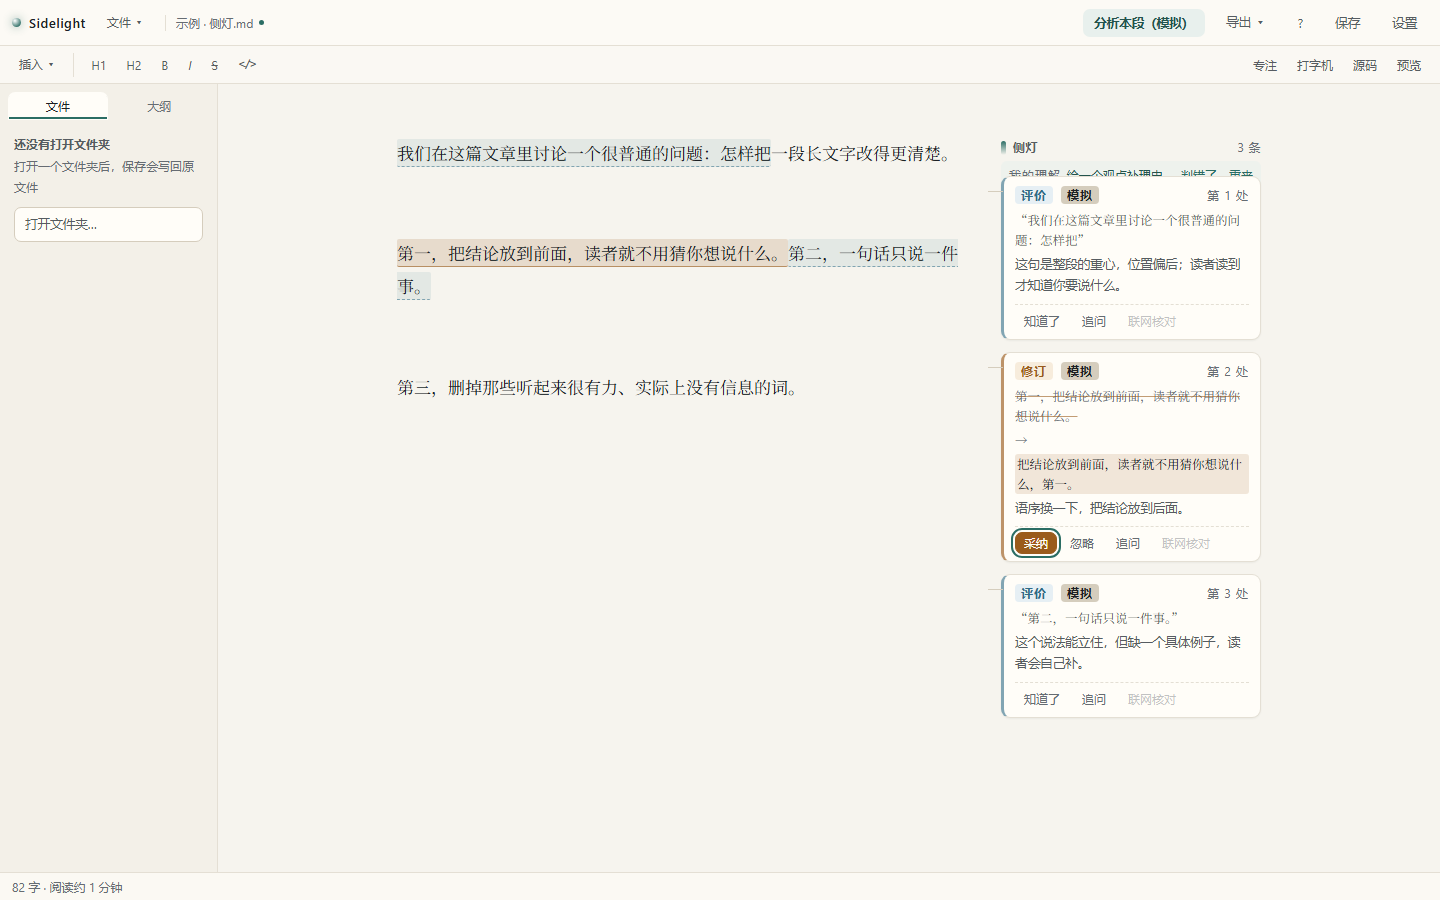 Sidelight 文件 示例 · 侧灯.md 分析本段（模拟） 导出 ? 保存 设置
插入 H1 H2 B I S </> 专注 打字机 源码 预览
文件 大纲
还没有打开文件夹
打开一个文件夹后，保存会写回原
文件
打开文件夹...
我们在这篇文章里讨论一个很普通的问题：怎样把一段长文字改得更清楚。
第一，把结论放到前面，读者就不用猜你想说什么。第二，一句话只说一件
事。
第三，删掉那些听起来很有力、实际上没有信息的词。
侧灯 3 条
评价 模拟 第 1 处
“我们在这篇文章里讨论一个很普通的问
题：怎样把”
这句是整段的重心，位置偏后；读者读到
才知道你要说什么。
知道了 追问 联网核对
修订 模拟 第 2 处
第一，把结论放到前面，读者就不用猜你
想说什么。
→
把结论放到前面，读者就不用猜你想说什
么，第一。
语序换一下，把结论放到后面。
采纳 忽略 追问 联网核对
评价 模拟 第 3 处
“第二，一句话只说一件事。”
这个说法能立住，但缺一个具体例子，读
者会自己补。
知道了 追问 联网核对
82 字 · 阅读约 1 分钟